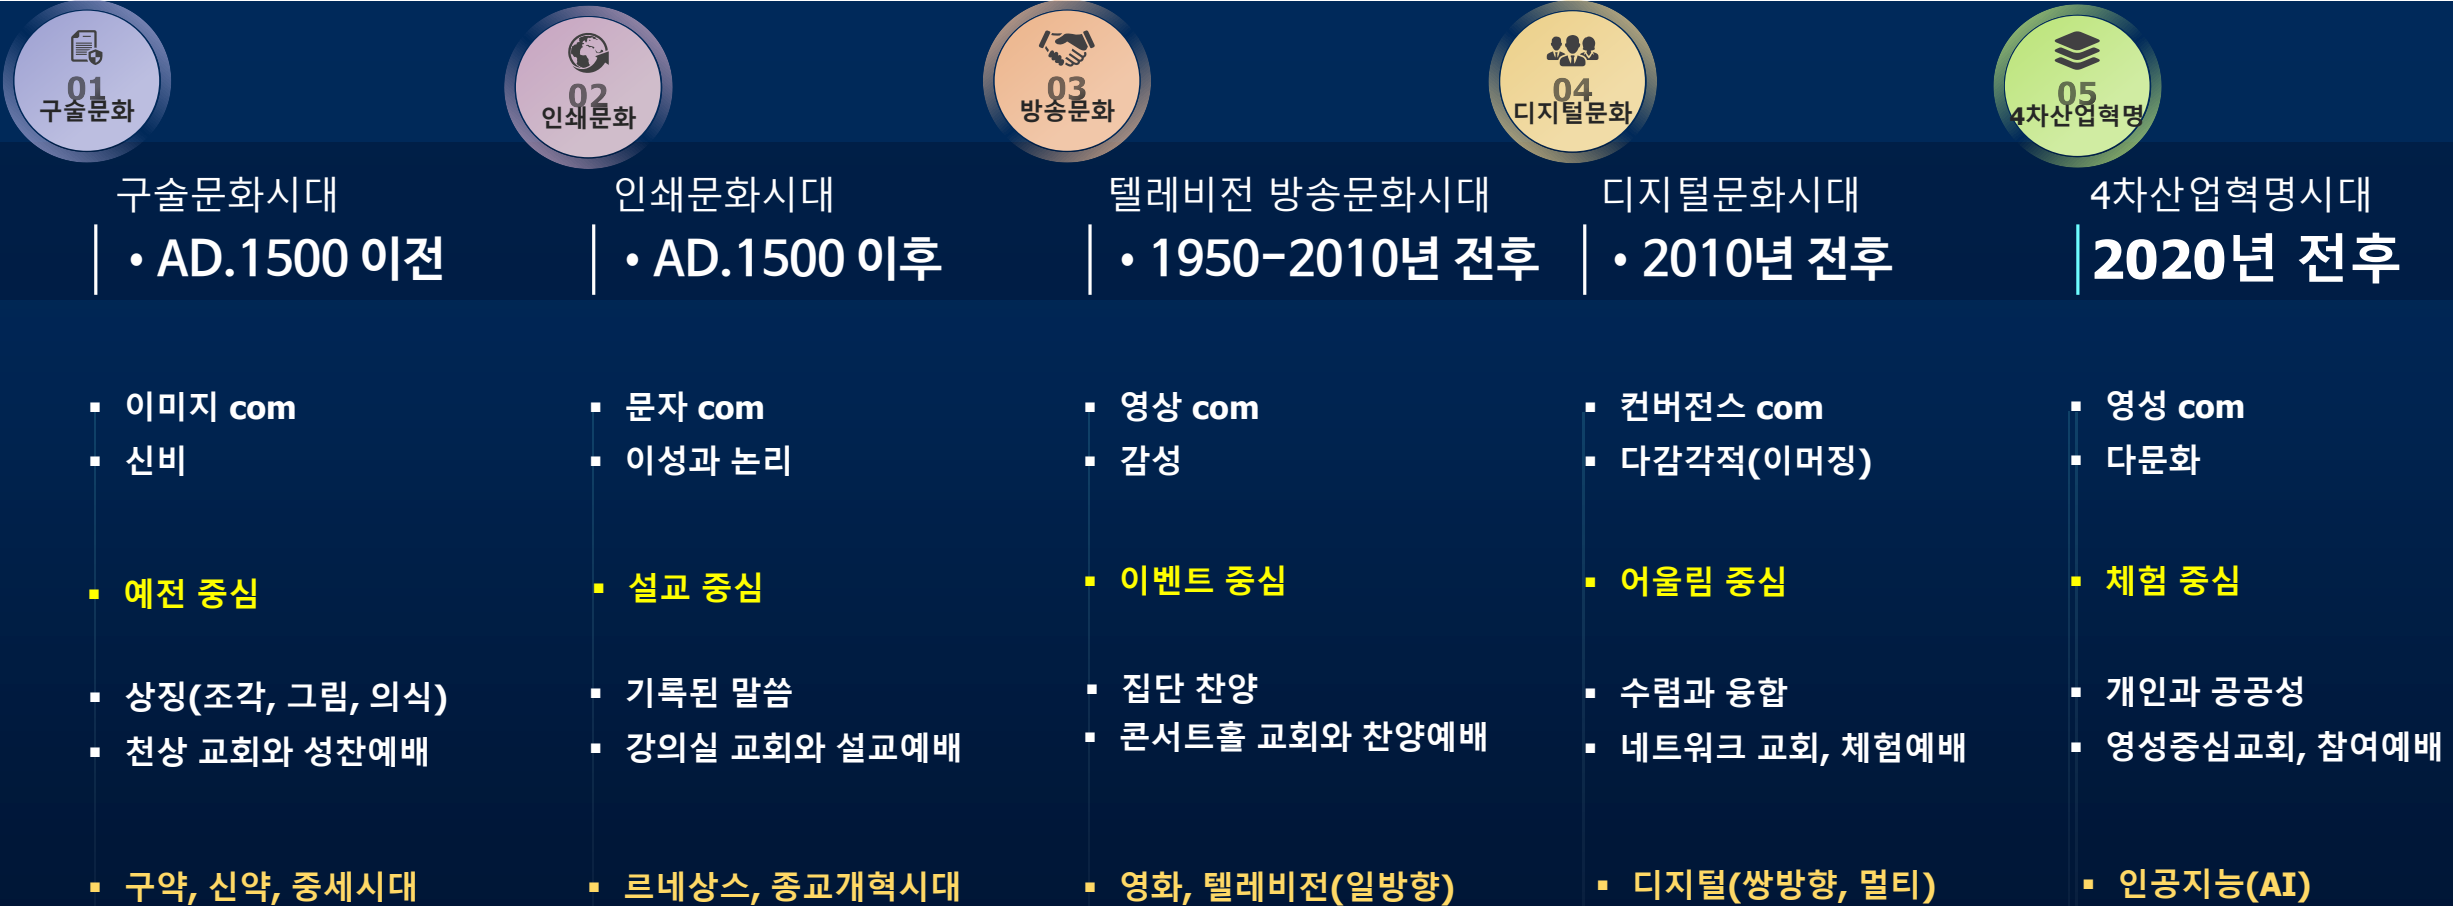 01
구술문화
02
인쇄문화
03
방송문화
04
디지털문화
05
4차산업혁명
구술문화시대
• AD.1500 이전
인쇄문화시대
• AD.1500 이후
텔레비전 방송문화시대
• 1950-2010년 전후
디지털문화시대
• 2010년 전후
4차산업혁명시대
2020년 전후
▪ 이미지 com
▪ 신비
▪ 예전 중심
▪ 상징(조각, 그림, 의식)
▪ 천상 교회와 성찬예배
▪ 구약, 신약, 중세시대
▪ 문자 com
▪ 이성과 논리
▪ 설교 중심
▪ 기록된 말씀
▪ 강의실 교회와 설교예배
▪ 르네상스, 종교개혁시대
▪ 영상 com
▪ 감성
▪ 이벤트 중심
▪ 집단 찬양
▪ 콘서트홀 교회와 찬양예배
▪ 영화, 텔레비전(일방향)
▪ 컨버전스 com
▪ 다감각적(이머징)
▪ 어울림 중심
▪ 수렴과 융합
▪ 네트워크 교회, 체험예배
▪ 디지털(쌍방향, 멀티)
▪ 영성 com
▪ 다문화
▪ 체험 중심
▪ 개인과 공공성
▪ 영성중심교회, 참여예배
▪ 인공지능(AI)